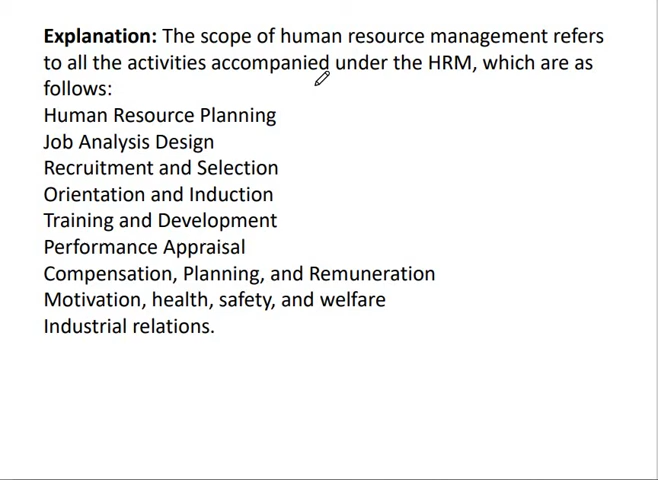 Explanation: The scope of human resource management refers
to all the activities accompanied under the HRM, which are as
follows:
Human Resource Planning
Job Analysis Design
Recruitment and Selection
Orientation and Induction
Training and Development
Performance Appraisal
Compensation, Planning, and Remuneration
Motivation, health, safety, and welfare
Industrial relations.